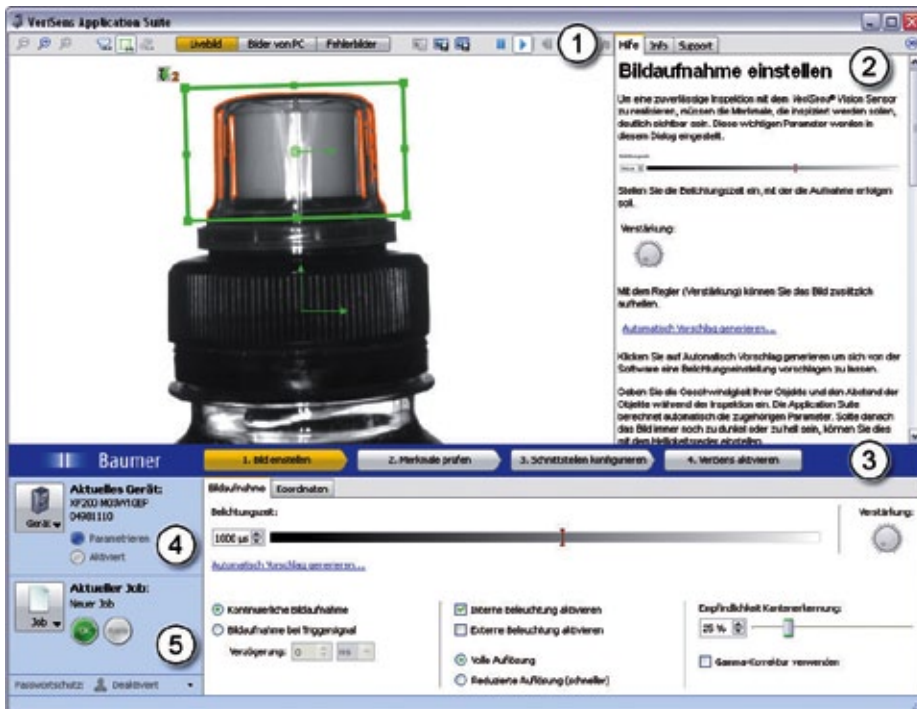 VeriSens Application Suite
Livebild
Bilder von PC
Fehlerbilder
1
Hilfe
Info
Support
2
Bildaufnahme einstellen
2
Um eine zuverlässige Inspektion mit dem VeriSens® Vision Sensor
zu realisieren, müssen die Merkmale, die inspiziert werden sollen,
deutlich sichtbar sein. Diese wichtigen Parameter werden in
diesem Dialog eingestellt.
Stellen Sie die Belichtungszeit ein, mit der die Aufnahme erfolgen
soll.
Verstärkung:
Mit dem Regler (Verstärkung) können Sie das Bild zusätzlich
aufhellen.
Automatisch Vorschlag generieren...
Klicken Sie auf Automatisch Vorschlag generieren um sich von der
Software eine Belichtungseinstellung vorschlagen zu lassen.
Geben Sie die Geschwindigkeit Ihrer Objekte und den Abstand der
Objekte während der Inspektion ein. Die Application Suite
berechnet automatisch die zugehörigen Parameter. Sollte danach
das Bild immer noch zu dunkel oder zu hell sein, können Sie dies
mit den einstellen.
Baumer
1. Bild einstellen
2. Merkmale prüfen
3. Schnittstellen konfigurieren
4. VeriSens aktivieren
3
Aktuelles Gerät:
XF200 M03W10EP
04981110
Gerät
Parametrieren
Aktiviert
4
Aktueller Job:
Neuer Job
Job
OK
5
Passwortschutz: Deaktiviert
Bildaufnahme
Koordinaten
Belichtungszeit:
1000 µs
Verstärkung:
Automatisch Vorschlag generieren...
Kontinuierliche Bildaufnahme
Bildaufnahme bei Triggersignal
Verzögerung: 0 ms
Interne Beleuchtung aktivieren
Externe Beleuchtung aktivieren
Volle Auflösung
Reduzierte Auflösung (schneller)
Empfindlichkeit Kantenerkennung:
25 %
Gamma-Korrektur verwenden